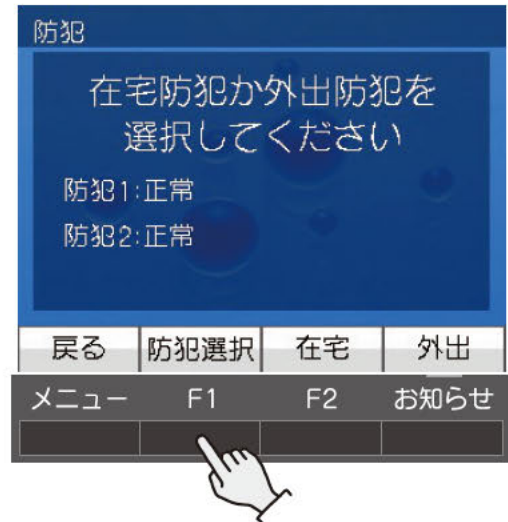 防犯
在宅防犯か外出防犯を
選択してください
防犯1:正常
防犯2:正常
戻る 防犯選択 在宅 外出
メニュー F1 F2 お知らせ